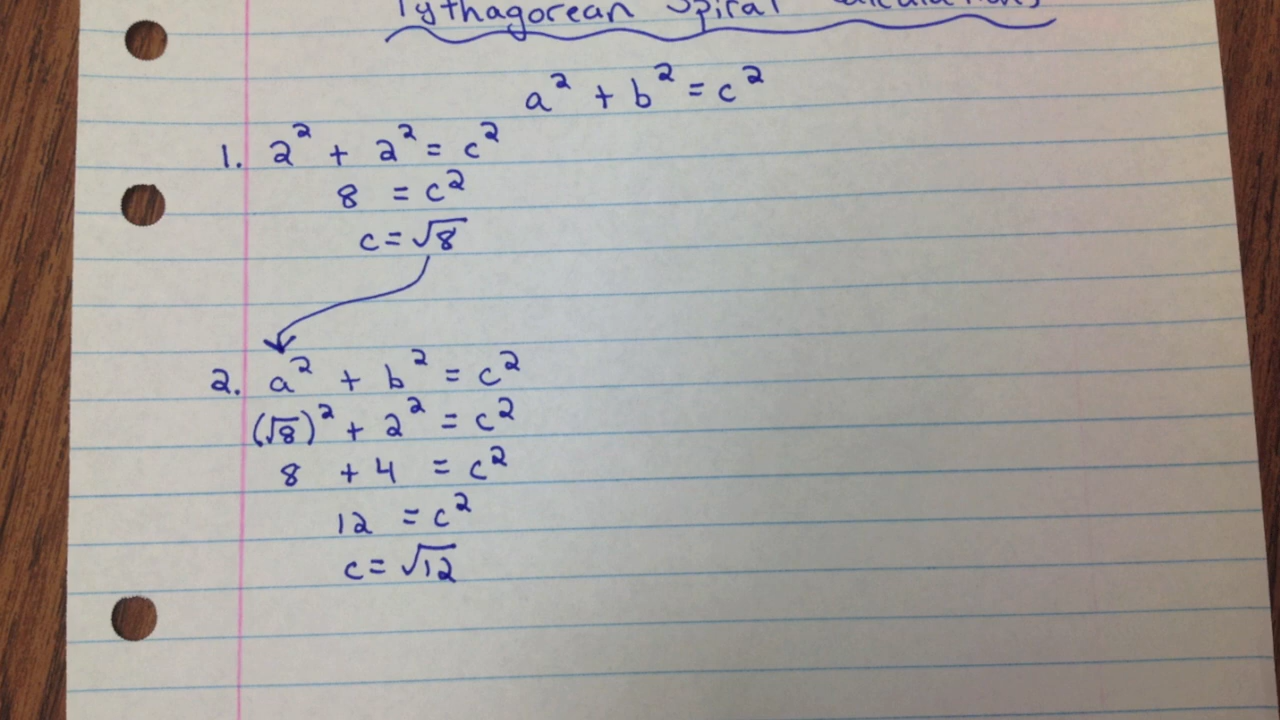 Pythagorean Spiral Calculations
a² + b² = c²
1. 2² + 2² = c²
8 = c²
c = √8
2. a² + b² = c²
(√8)² + 2² = c²
8 + 4 = c²
12 = c²
c = √12